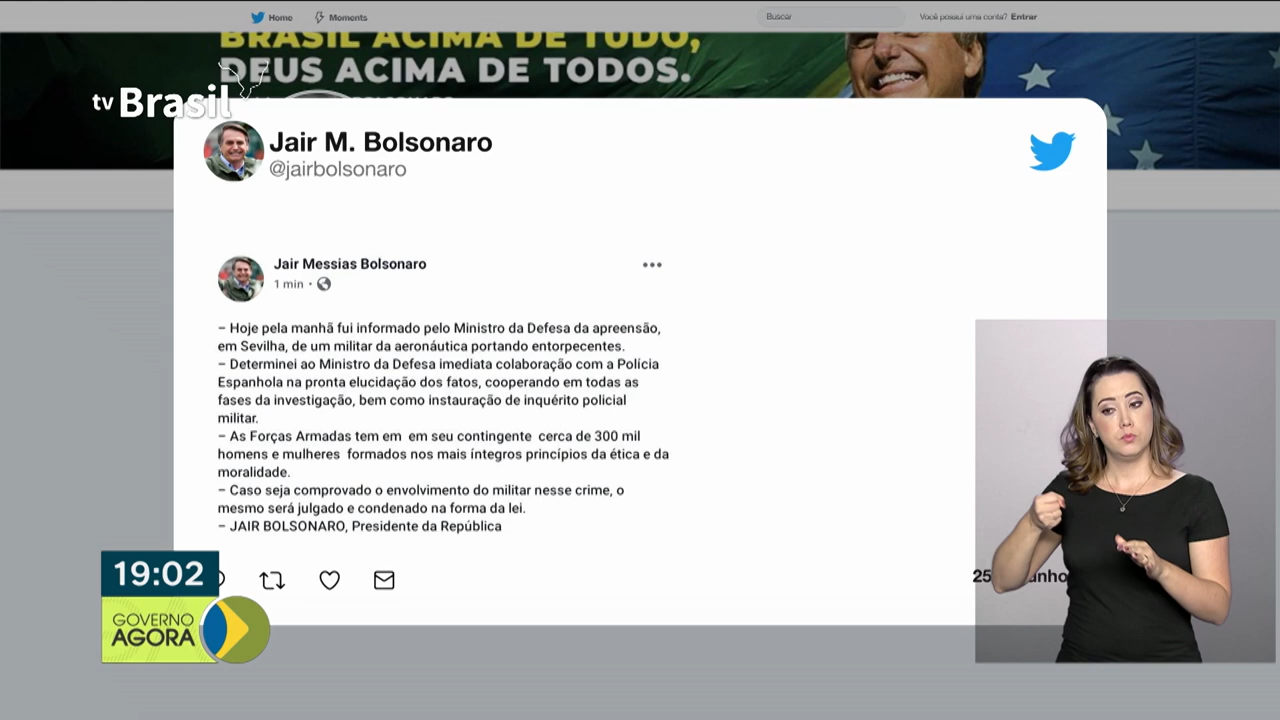 Home
Moments
Buscar
Você possui uma conta? Entrar
BRASIL ACIMA DE TUDO,
DEUS ACIMA DE TODOS.
tv Brasil
Jair M. Bolsonaro
@jairbolsonaro
Jair Messias Bolsonaro
1 min
– Hoje pela manhã fui informado pelo Ministro da Defesa da apreensão,
em Sevilha, de um militar da aeronáutica portando entorpecentes.
– Determinei ao Ministro da Defesa imediata colaboração com a Polícia
Espanhola na pronta elucidação dos fatos, cooperando em todas as
fases da investigação, bem como instauração de inquérito policial
militar.
– As Forças Armadas tem em em seu contingente cerca de 300 mil
homens e mulheres formados nos mais íntegros princípios da ética e da
moralidade.
– Caso seja comprovado o envolvimento do militar nesse crime, o
mesmo será julgado e condenado na forma da lei.
– JAIR BOLSONARO, Presidente da República
25
19:02
GOVERNO
AGORA